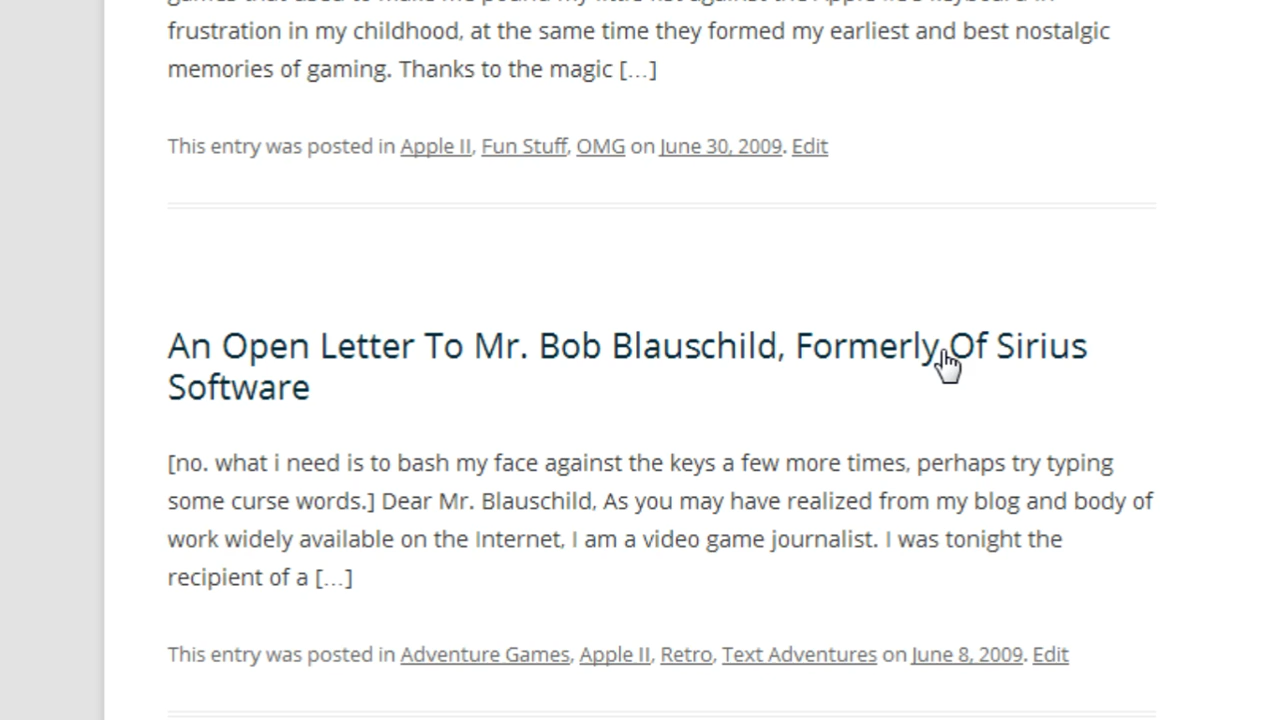 frustration in my childhood, at the same time they formed my earliest and best nostalgic
memories of gaming. Thanks to the magic […]
This entry was posted in Apple II, Fun Stuff, OMG on June 30, 2009. Edit
An Open Letter To Mr. Bob Blauschild, Formerly Of Sirius
Software
[no. what i need is to bash my face against the keys a few more times, perhaps try typing
some curse words.] Dear Mr. Blauschild, As you may have realized from my blog and body of
work widely available on the Internet, I am a video game journalist. I was tonight the
recipient of a […]
This entry was posted in Adventure Games, Apple II, Retro, Text Adventures on June 8, 2009. Edit